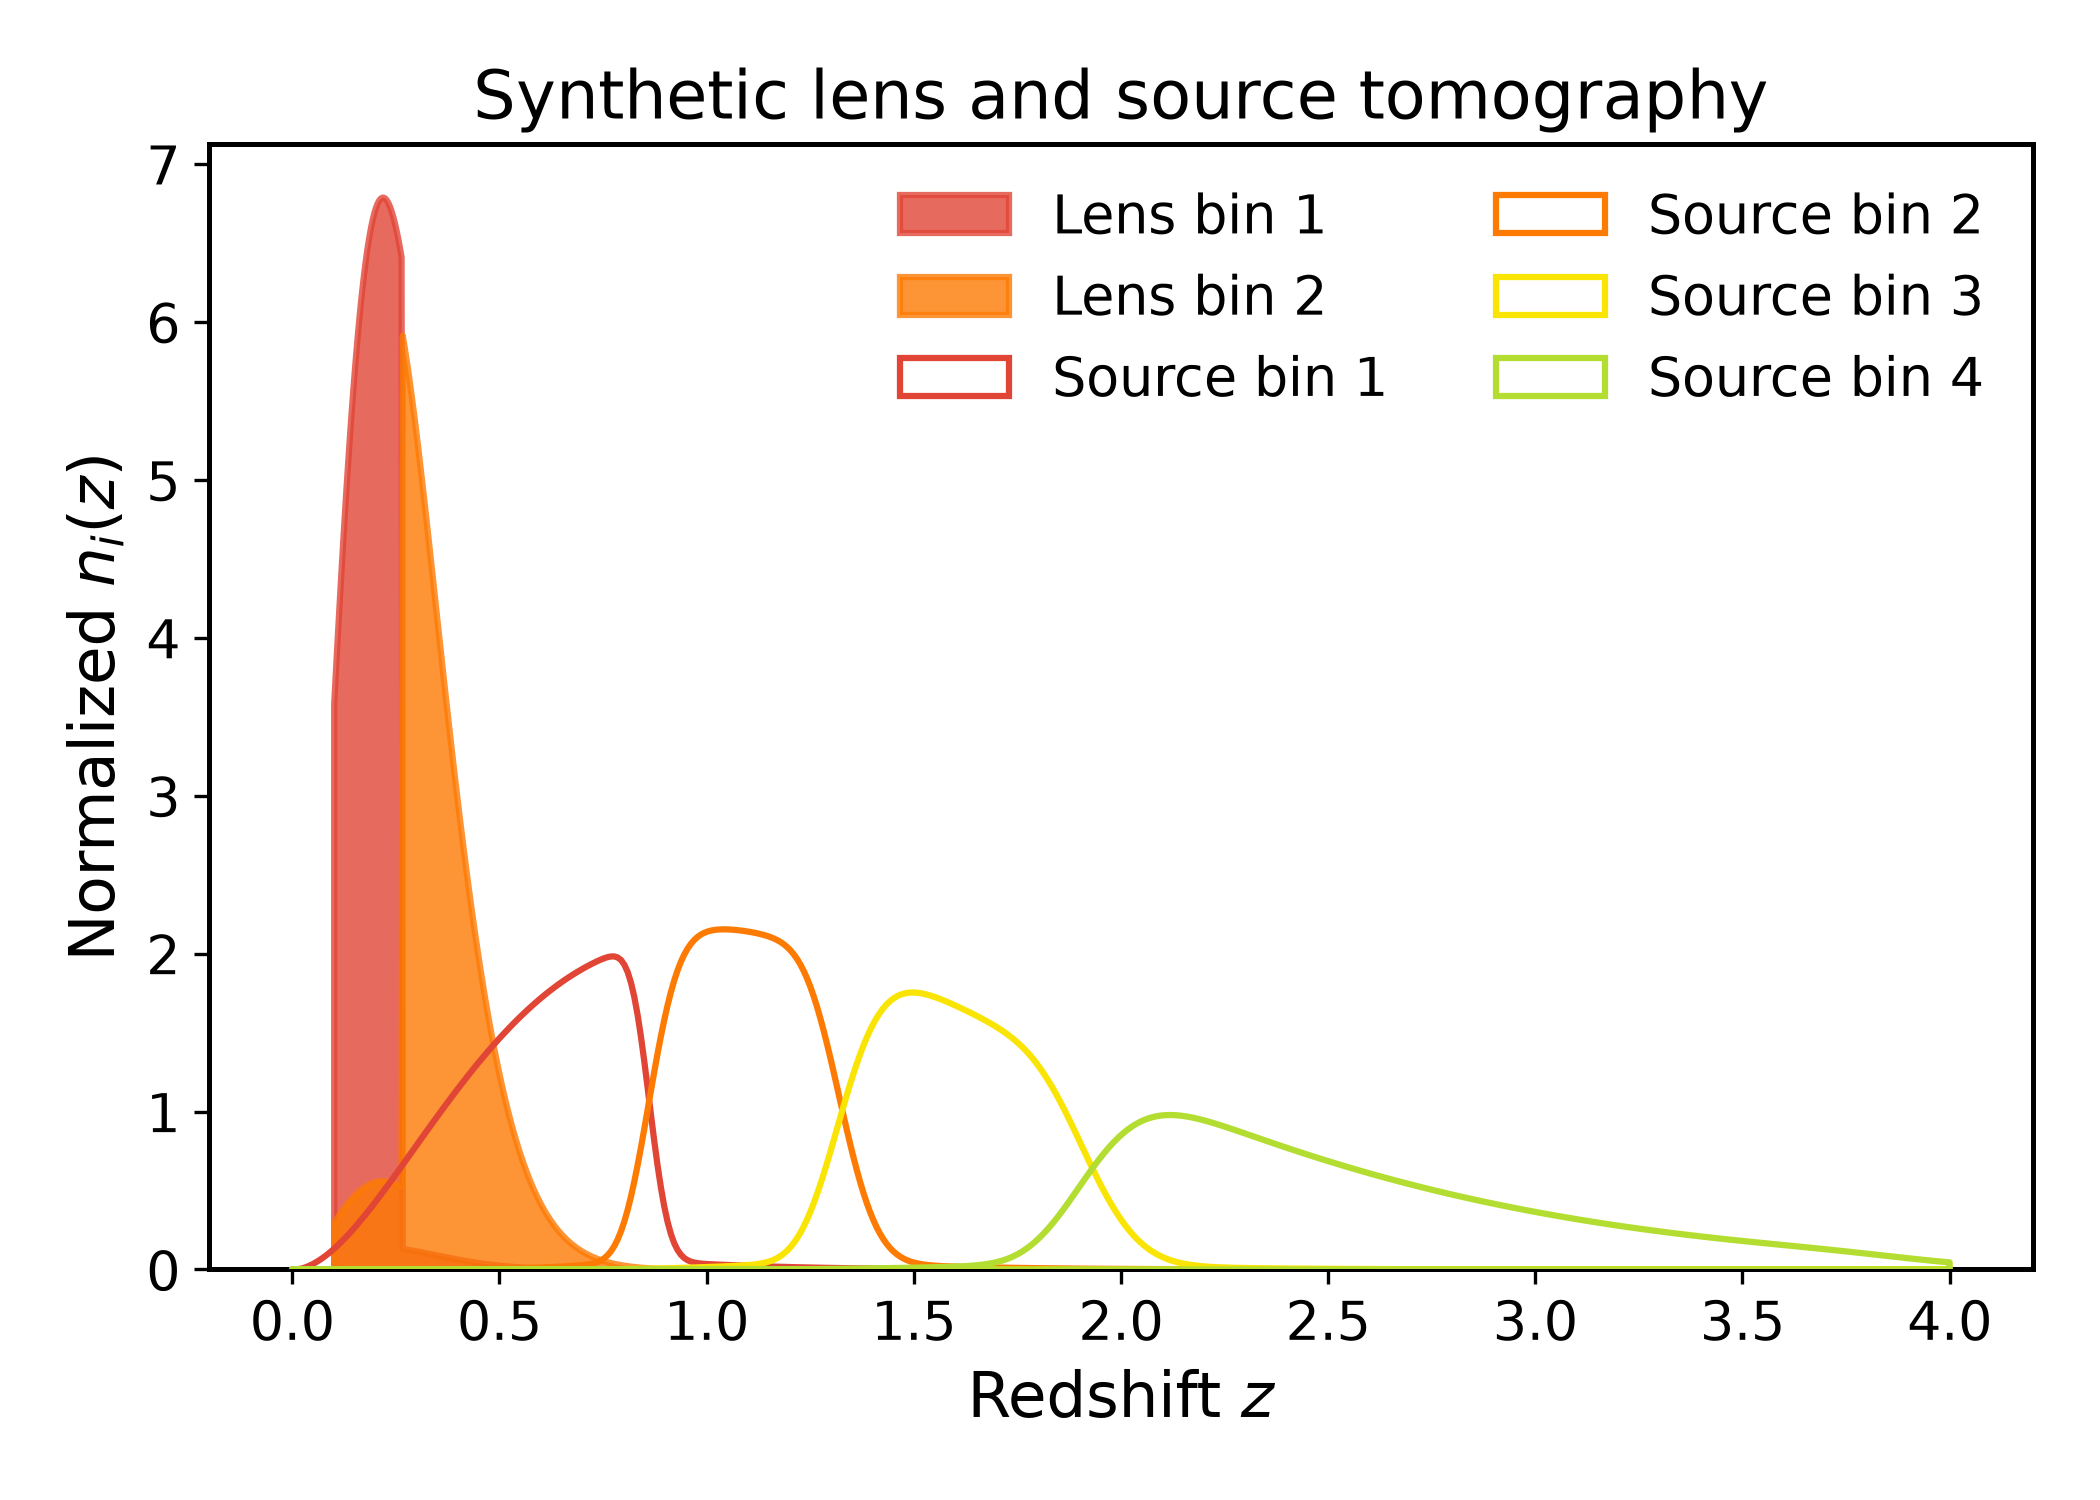 Synthetic lens and source tomography
Normalized n_i(z)
7
6
5
4
3
2
1
0
Lens bin 1
Lens bin 2
Source bin 1
Source bin 2
Source bin 3
Source bin 4
0.0 0.5 1.0 1.5 2.0 2.5 3.0 3.5 4.0
Redshift z